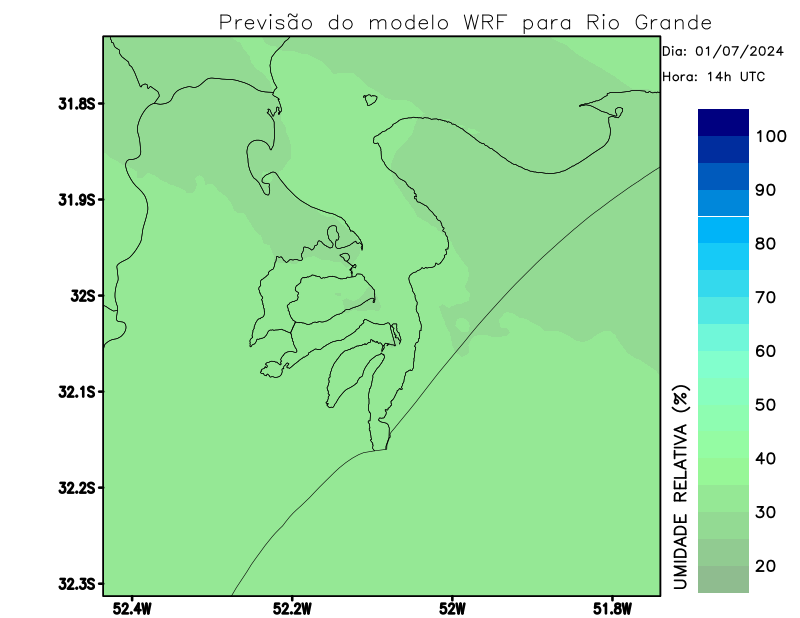 Previsão do modelo WRF para Rio Grande
Dia: 01/07/2024
Hora: 14h UTC
31.8S
31.9S
32S
32.1S
32.2S
32.3S
52.4W
52.2W
52W
51.8W
100
90
80
70
60
50
40
30
20
UMIDADE RELATIVA (%)